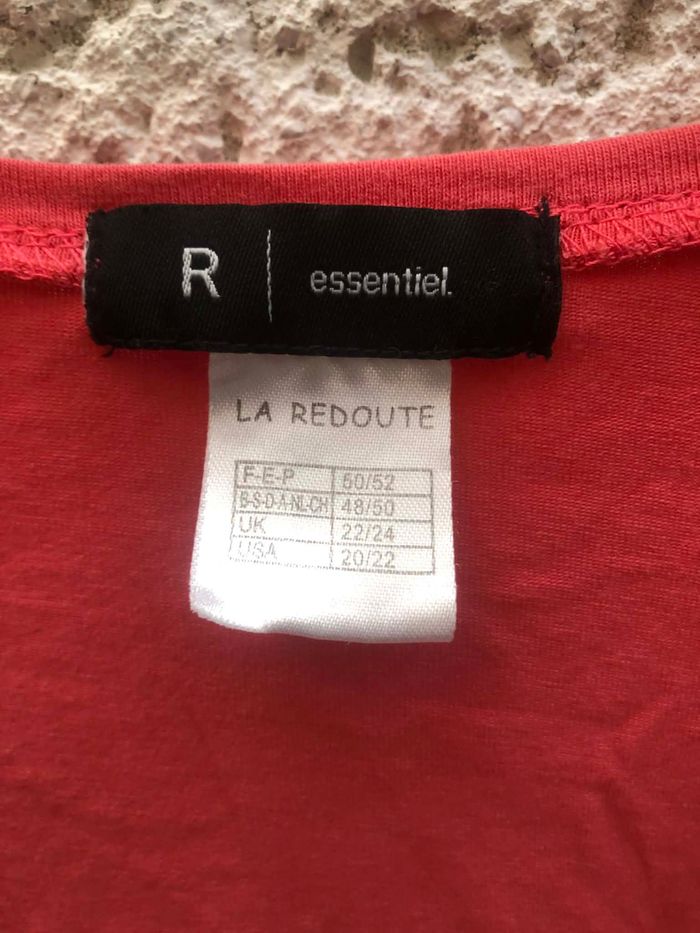 R | essentiel.
LA REDOUTE
F-E-P 50/52
B-S-D-A-NL-CH 48/50
UK 22/24
USA 20/22